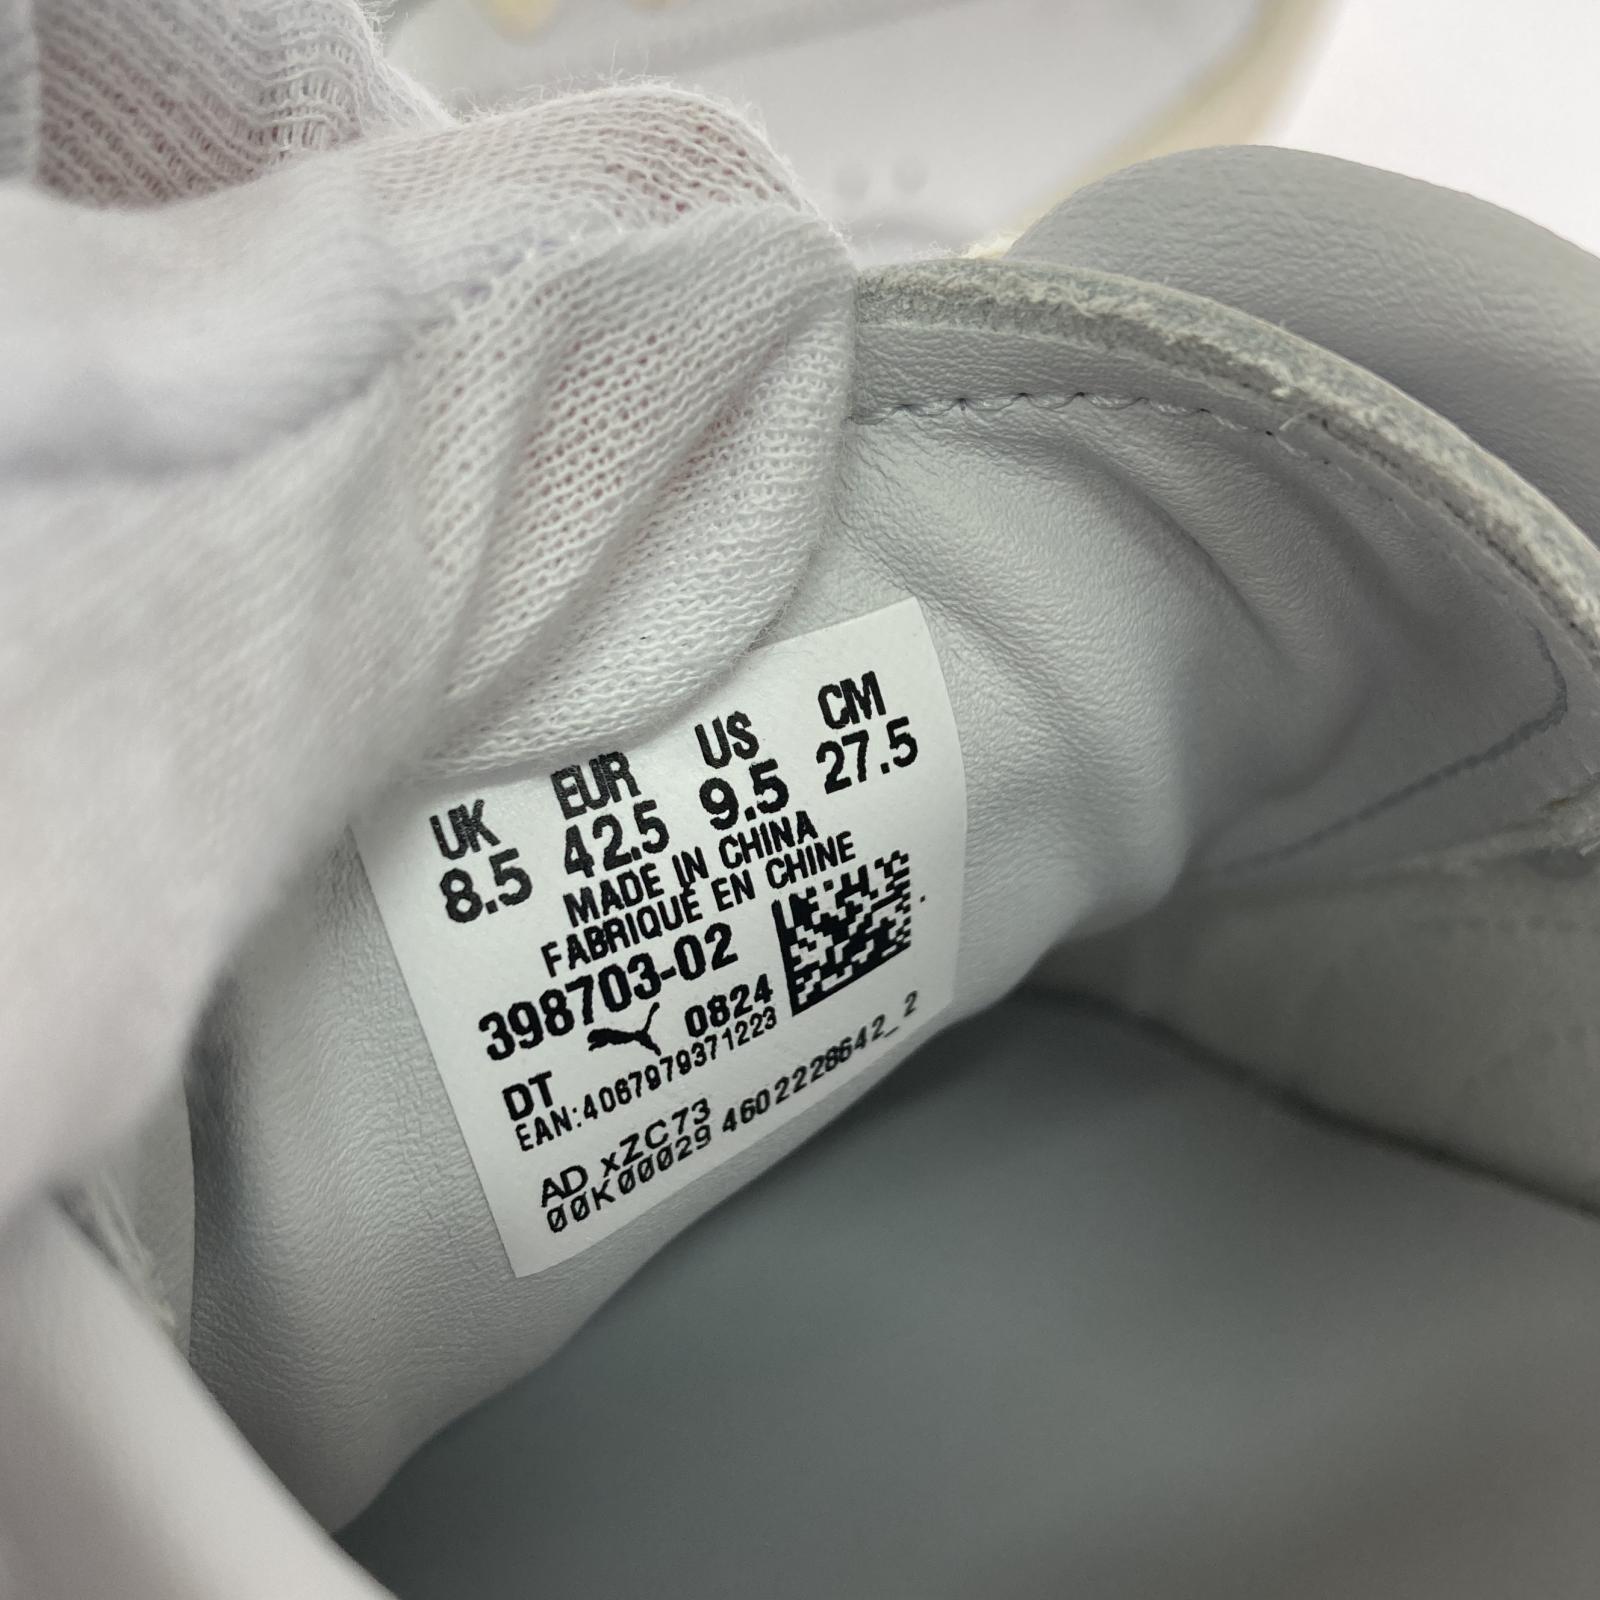 UK EUR US CM
8.5 42.5 9.5 27.5
MADE IN CHINA
FABRIQUÉ EN CHINE
398703-02
0824
DT
EAN:4067979371223
AD xZC73
00K00029 4602228642_2